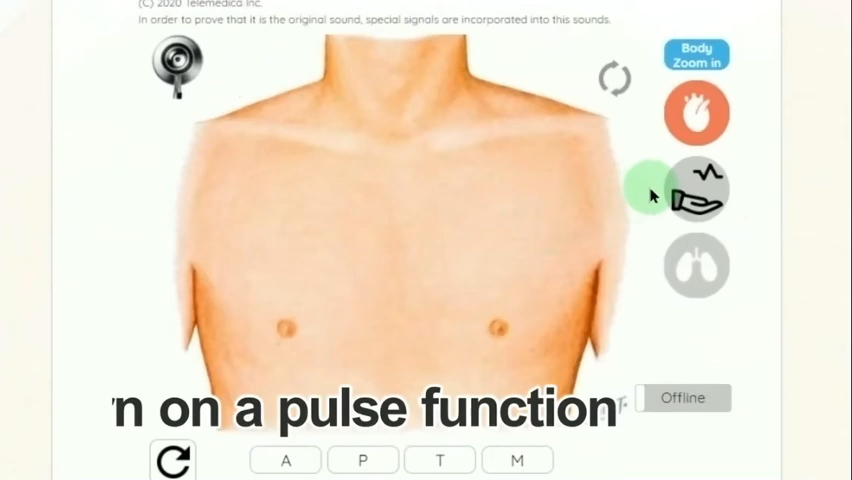 (C) 2020 Telemedica Inc.
In order to prove that it is the original sound, special signals are incorporated into this sounds.
Body
Zoom in
on a pulse function
Offline
A P T M